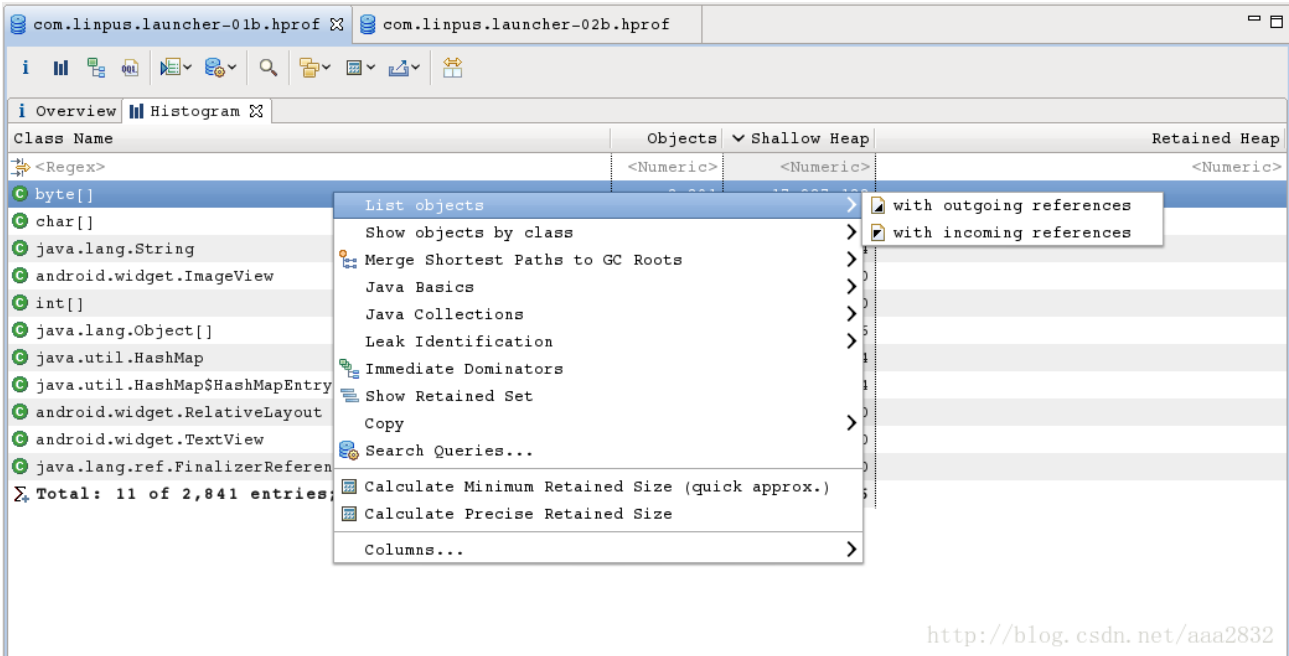 com.linpus.launcher-01b.hprof com.linpus.launcher-02b.hprof
i OQL
i Overview Histogram
Class Name Objects Shallow Heap Retained Heap
<Regex> <Numeric> <Numeric> <Numeric>
C byte[]
List objects with outgoing references
C char[]
Show objects by class with incoming references
C java.lang.String
Merge Shortest Paths to GC Roots
C android.widget.ImageView
Java Basics
C int[]
Java Collections
C java.lang.Object[]
Leak Identification
C java.util.HashMap
Immediate Dominators
C java.util.HashMap$HashMapEntry
Show Retained Set
C android.widget.RelativeLayout
Copy
C android.widget.TextView
Search Queries...
C java.lang.ref.FinalizerReferen
Calculate Minimum Retained Size (quick approx.)
Σ Total: 11 of 2,841 entries;
Calculate Precise Retained Size
Columns...
http://blog.csdn.net/aaa2832